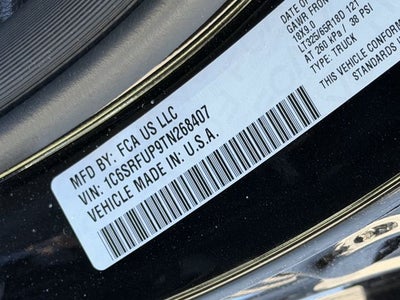 MFD BY: FCA US LLC
VIN: 1C6SRFUP9TN268407
VEHICLE MADE IN: U.S.A.
DATE OF
GAWR FRON
18X9.0
LT325/65R18D 12
AT 260 kPa / 38 PSI
TYPE: TRUCK
THIS VEHICLE CONFORM
STANDARDS